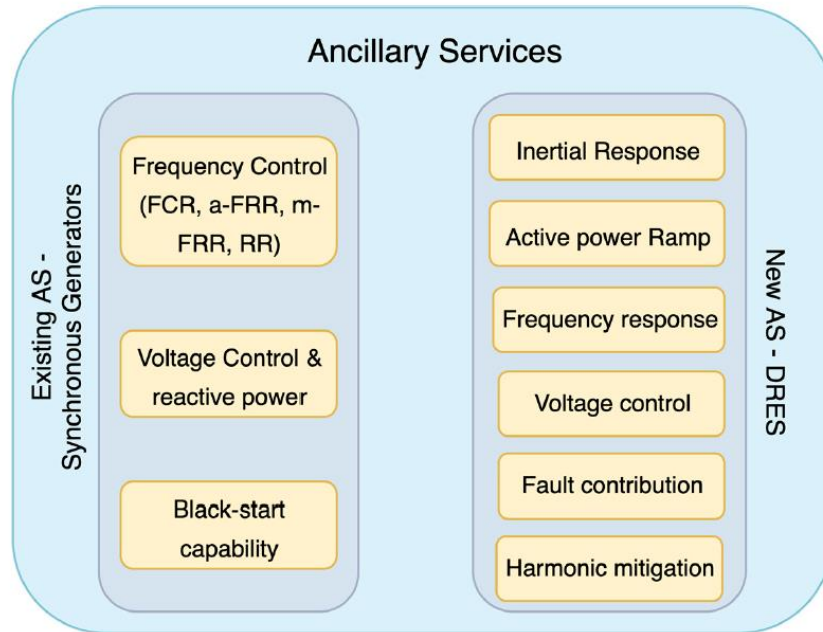 Ancillary Services
Existing AS -
Synchronous Generators
Frequency Control
(FCR, a-FRR, m-
FRR, RR)
Voltage Control &
reactive power
Black-start
capability
Inertial Response
Active power Ramp
Frequency response
Voltage control
Fault contribution
Harmonic mitigation
New AS - DRES